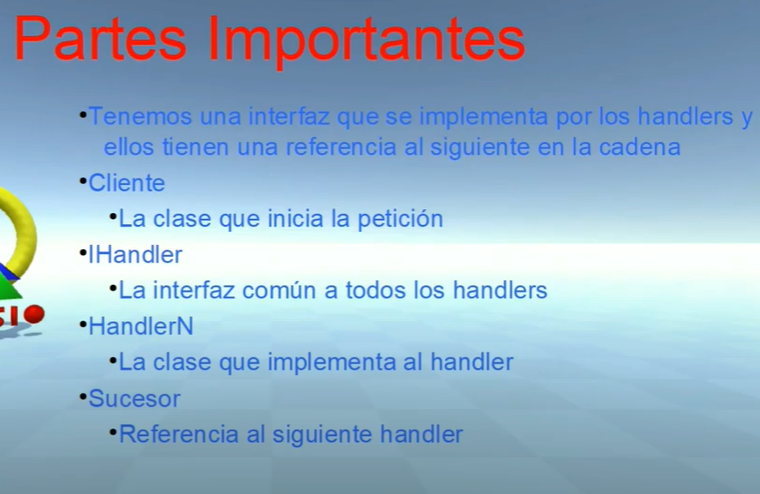 Partes Importantes
•Tenemos una interfaz que se implementa por los handlers y
ellos tienen una referencia al siguiente en la cadena
•Cliente
•La clase que inicia la petición
•IHandler
•La interfaz común a todos los handlers
•HandlerN
•La clase que implementa al handler
•Sucesor
•Referencia al siguiente handler